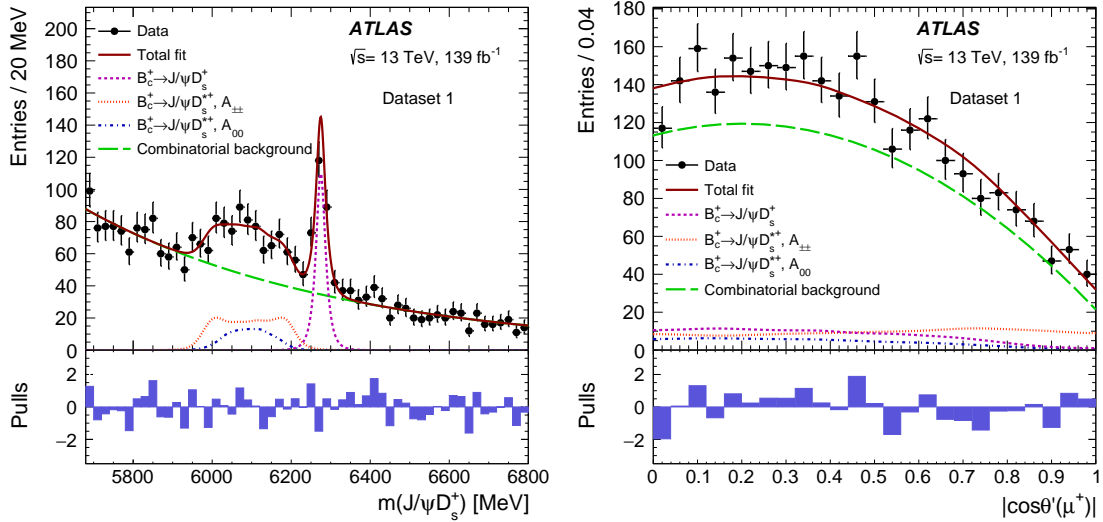 Entries / 20 MeV
200
180
160
140
120
100
80
60
40
20
0
ATLAS
√s= 13 TeV, 139 fb⁻¹
Dataset 1
Data
Total fit
B_c⁺→J/ψD_s⁺
B_c⁺→J/ψD_s*⁺, A_±±
B_c⁺→J/ψD_s*⁺, A_00
Combinatorial background
Pulls
2
0
−2
5800 6000 6200 6400 6600 6800
m(J/ψD_s⁺) [MeV]
Entries / 0.04
180
160
140
120
100
80
60
40
20
0
ATLAS
√s= 13 TeV, 139 fb⁻¹
Dataset 1
Data
Total fit
B_c⁺→J/ψD_s⁺
B_c⁺→J/ψD_s*⁺, A_±±
B_c⁺→J/ψD_s*⁺, A_00
Combinatorial background
Pulls
2
0
−2
0 0.1 0.2 0.3 0.4 0.5 0.6 0.7 0.8 0.9 1
|cosθ'(μ⁺)|